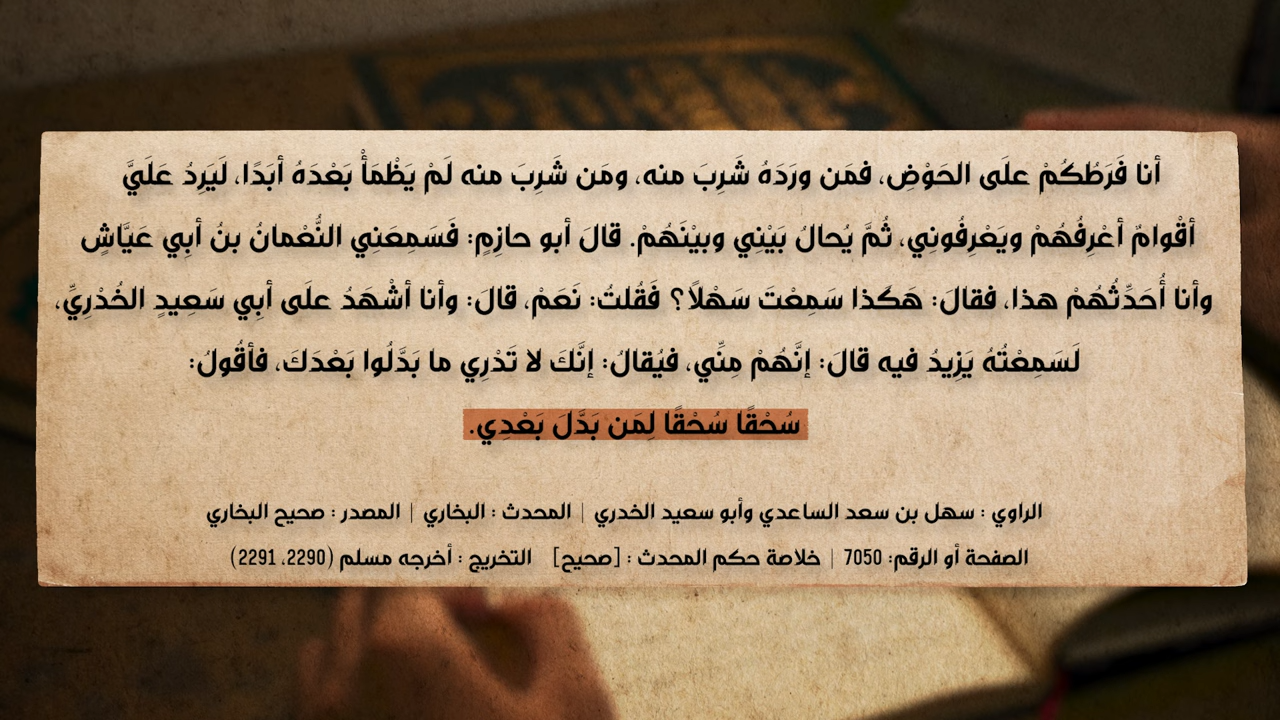 أنا فَرَطُكُمْ علَى الحَوْضِ، فمَن ورَدَهُ شَرِبَ منه، ومَن شَرِبَ منه لَمْ يَظْمَأْ بَعْدَهُ أبَدًا، لَيَرِدُ عَلَيَّ
أقْوامٌ أعْرِفُهُمْ ويَعْرِفُونِي، ثُمَّ يُحالُ بَيْنِي وبيْنَهُمْ. قالَ أبو حازِمٍ: فَسَمِعَنِي النُّعْمانُ بنُ أبِي عَيَّاشٍ
وأنا أُحَدِّثُهُمْ هذا، فقالَ: هَكَذا سَمِعْتَ سَهْلًا؟ فَقُلتُ: نَعَمْ، قالَ: وأنا أشْهَدُ علَى أبِي سَعِيدٍ الخُدْرِيِّ،
لَسَمِعْتُهُ يَزِيدُ فيه قالَ: إنَّهُمْ مِنِّي، فيُقالُ: إنَّكَ لا تَدْرِي ما بَدَّلُوا بَعْدَكَ، فأقُولُ:
سُحْقًا سُحْقًا لِمَن بَدَّلَ بَعْدِي.
الراوي : سهل بن سعد الساعدي وأبو سعيد الخدري | المحدث : البخاري | المصدر : صحيح البخاري
الصفحة أو الرقم: 7050 | خلاصة حكم المحدث : [صحيح] التخريج : أخرجه مسلم (2290، 2291)